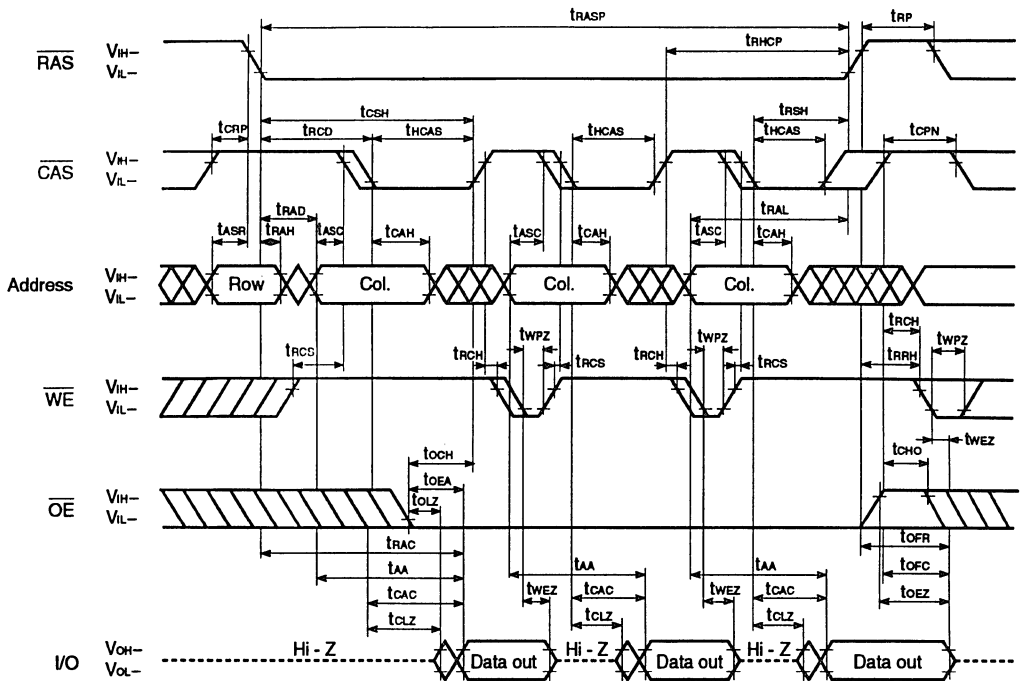 tRASP tRP
tRHCP
RAS VIH–
VIL–
tCSH tRSH
tCRP tRCD tHCAS tHCAS tHCAS tCPN
CAS VIH–
VIL–
tRAD tRAL
tASR tRAH tASC tCAH tASC tCAH tASC tCAH
Address VIH– Row Col. Col. Col.
VIL–
tRCS tRCH tWPZ tRCS tRCH tWPZ tRCS tRCH tWPZ
tRRH
WE VIH–
VIL–
tWEZ
tOCH tCHO
tOEA
OE VIH–
VIL– tOLZ
tRAC tOFR
tAA tAA tAA tOFC
tCAC tWEZ tCAC tWEZ tCAC tOEZ
tCLZ tCLZ tCLZ
I/O VOH– Hi - Z Data out Hi - Z Data out Hi - Z Data out
VOL–